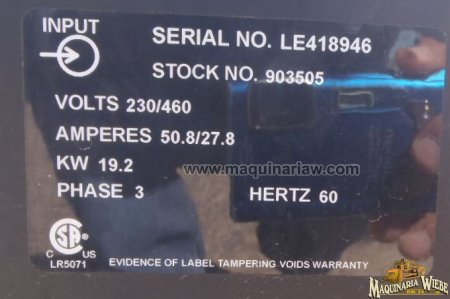 INPUT
SERIAL NO. LE418946
STOCK NO. 903505
VOLTS 230/460
AMPERES 50.8/27.8
KW 19.2
www.maquinariaw.com
PHASE 3 HERTZ 60
C US
LR5071
EVIDENCE OF LABEL TAMPERING VOIDS WARRANTY
MAQUINARIA WIEBE